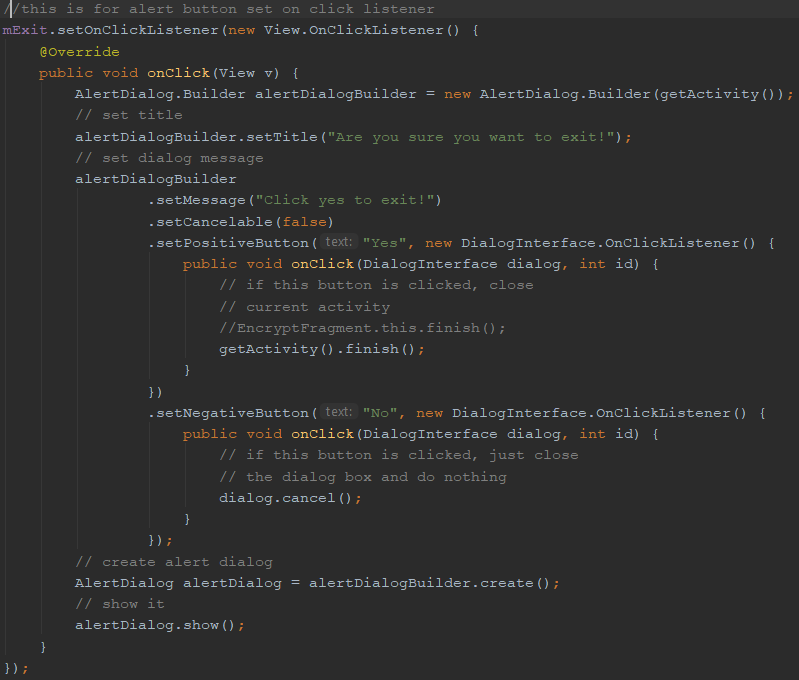 //this is for alert button set on click listener
mExit.setOnClickListener(new View.OnClickListener() {
    @Override
    public void onClick(View v) {
        AlertDialog.Builder alertDialogBuilder = new AlertDialog.Builder(getActivity());
        // set title
        alertDialogBuilder.setTitle("Are you sure you want to exit!");
        // set dialog message
        alertDialogBuilder
                .setMessage("Click yes to exit!")
                .setCancelable(false)
                .setPositiveButton( text: "Yes", new DialogInterface.OnClickListener() {
                    public void onClick(DialogInterface dialog, int id) {
                        // if this button is clicked, close
                        // current activity
                        //EncryptFragment.this.finish();
                        getActivity().finish();
                    }
                })
                .setNegativeButton( text: "No", new DialogInterface.OnClickListener() {
                    public void onClick(DialogInterface dialog, int id) {
                        // if this button is clicked, just close
                        // the dialog box and do nothing
                        dialog.cancel();
                    }
                });
        // create alert dialog
        AlertDialog alertDialog = alertDialogBuilder.create();
        // show it
        alertDialog.show();
    }
});